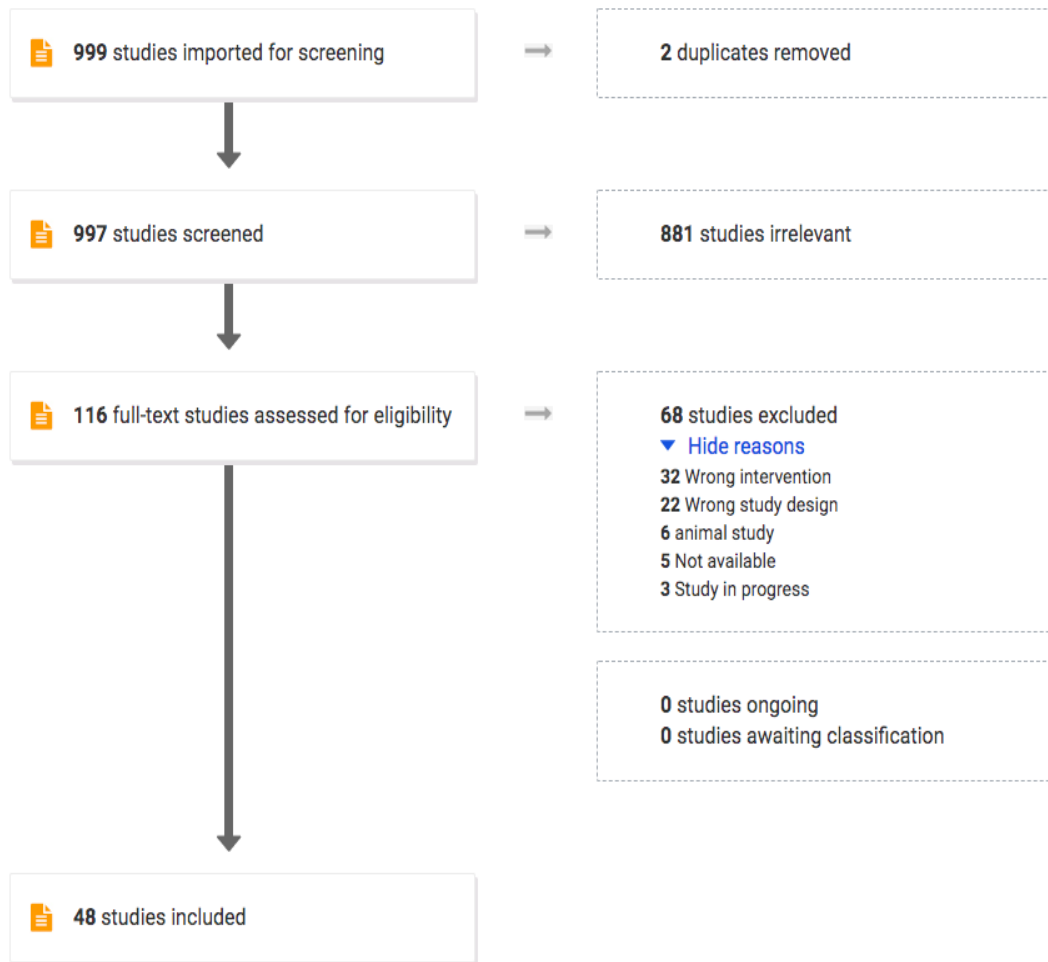 999 studies imported for screening
2 duplicates removed
997 studies screened
881 studies irrelevant
116 full-text studies assessed for eligibility
68 studies excluded
Hide reasons
32 Wrong intervention
22 Wrong study design
6 animal study
5 Not available
3 Study in progress
0 studies ongoing
0 studies awaiting classification
48 studies included